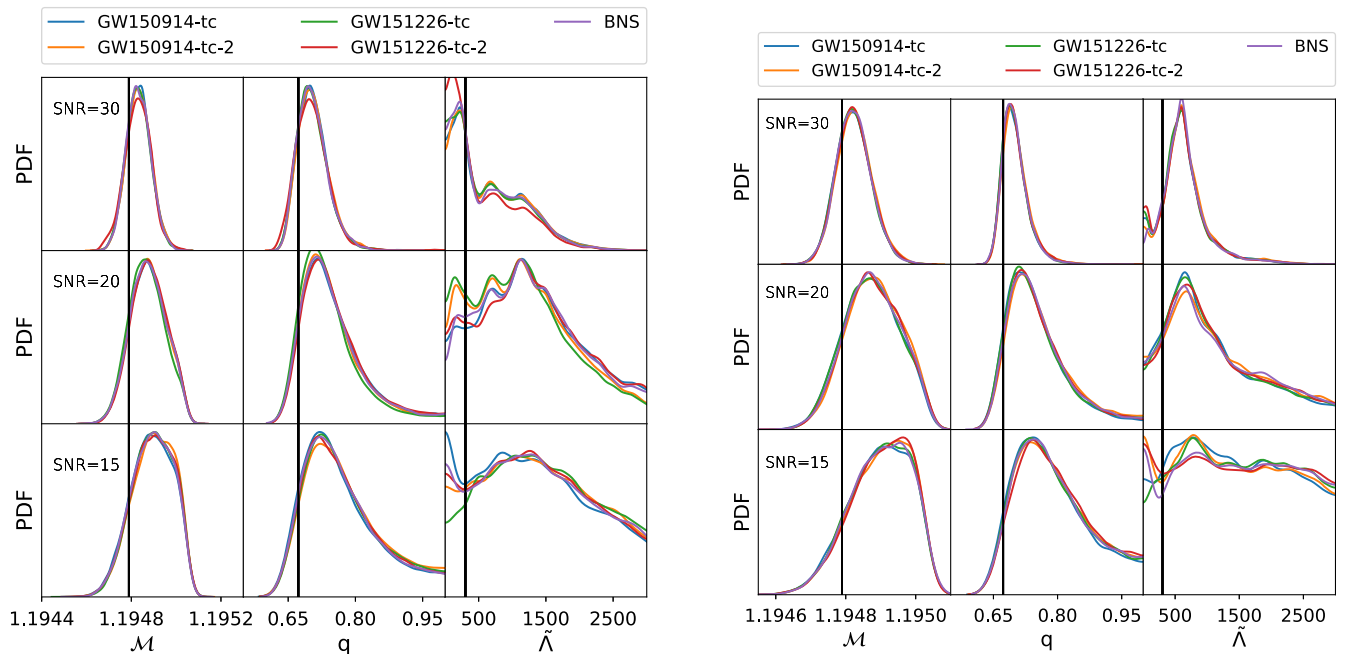 GW150914-tc GW151226-tc BNS
GW150914-tc-2 GW151226-tc-2
SNR=30
PDF
SNR=20
PDF
SNR=15
PDF
1.1944 1.1948 1.1952 0.65 0.80 0.95 500 1500 2500
ℳ q Λ̃
GW150914-tc GW151226-tc BNS
GW150914-tc-2 GW151226-tc-2
SNR=30
PDF
SNR=20
PDF
SNR=15
PDF
1.1946 1.1948 1.1950 0.65 0.80 0.95 500 1500 2500
ℳ q Λ̃